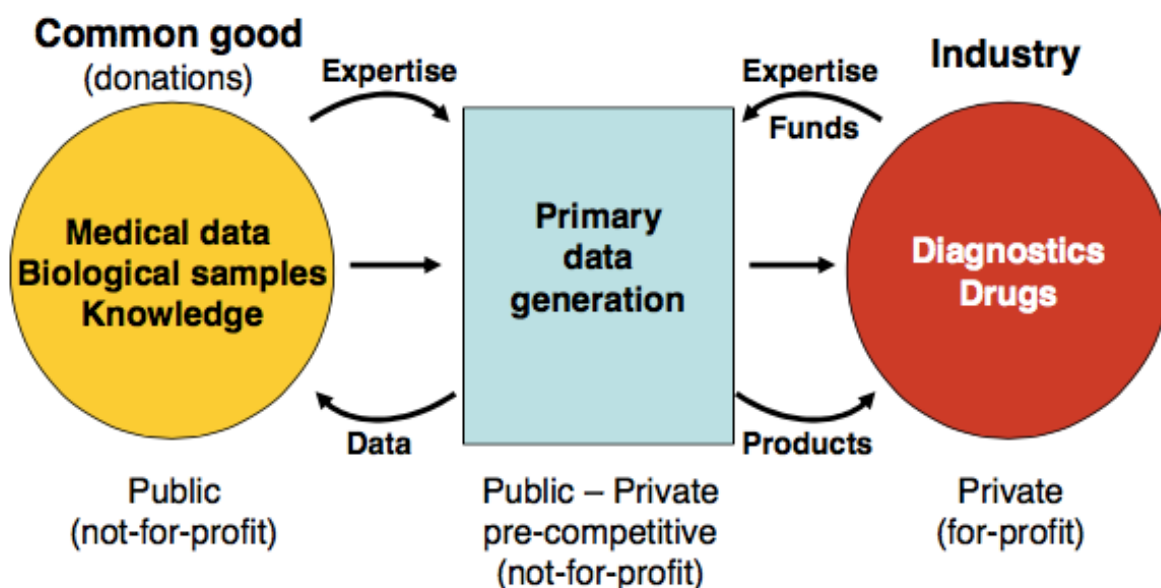 Common good
(donations)
Expertise
Medical data
Biological samples
Knowledge
Data
Public
(not-for-profit)
Primary
data
generation
Public – Private
pre-competitive
(not-for-profit)
Industry
Expertise
Funds
Diagnostics
Drugs
Products
Private
(for-profit)